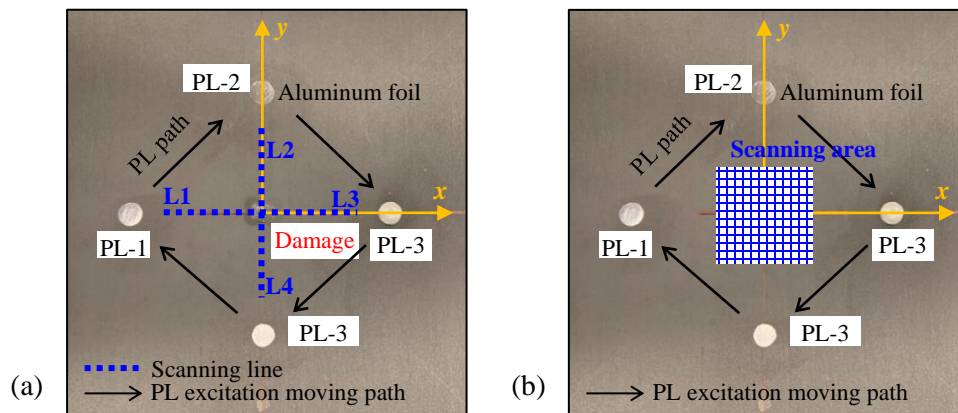 y
PL-2
Aluminum foil
PL path
L2
L1
L3
x
PL-1
Damage
PL-3
L4
PL-3
Scanning line
(a)
PL excitation moving path
y
PL-2
Aluminum foil
PL path
Scanning area
x
PL-1
PL-3
PL-3
(b)
PL excitation moving path